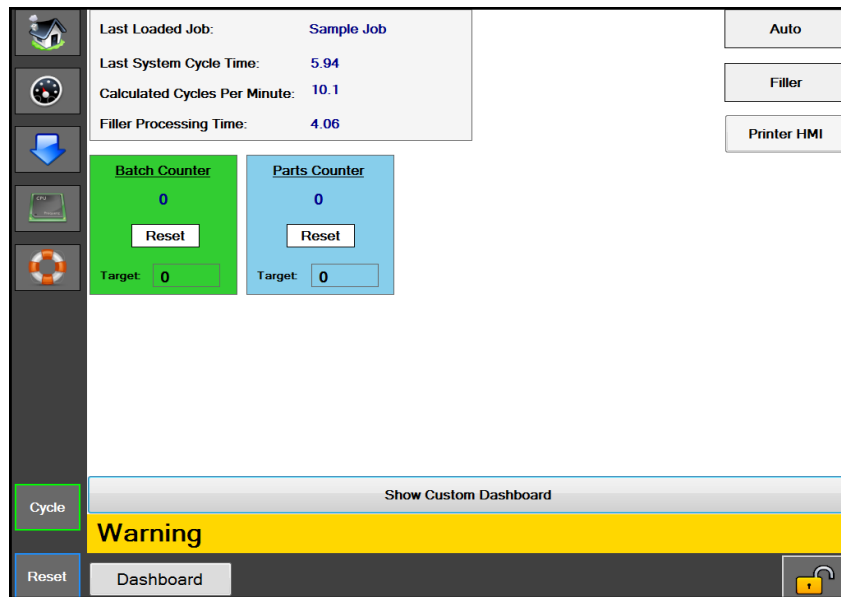 Last Loaded Job: Sample Job
Last System Cycle Time: 5.94
Calculated Cycles Per Minute: 10.1
Filler Processing Time: 4.06
Auto
Filler
Printer HMI
Batch Counter
0
Reset
Target: 0
Parts Counter
0
Reset
Target: 0
CPU
Show Custom Dashboard
Cycle
Warning
Reset
Dashboard